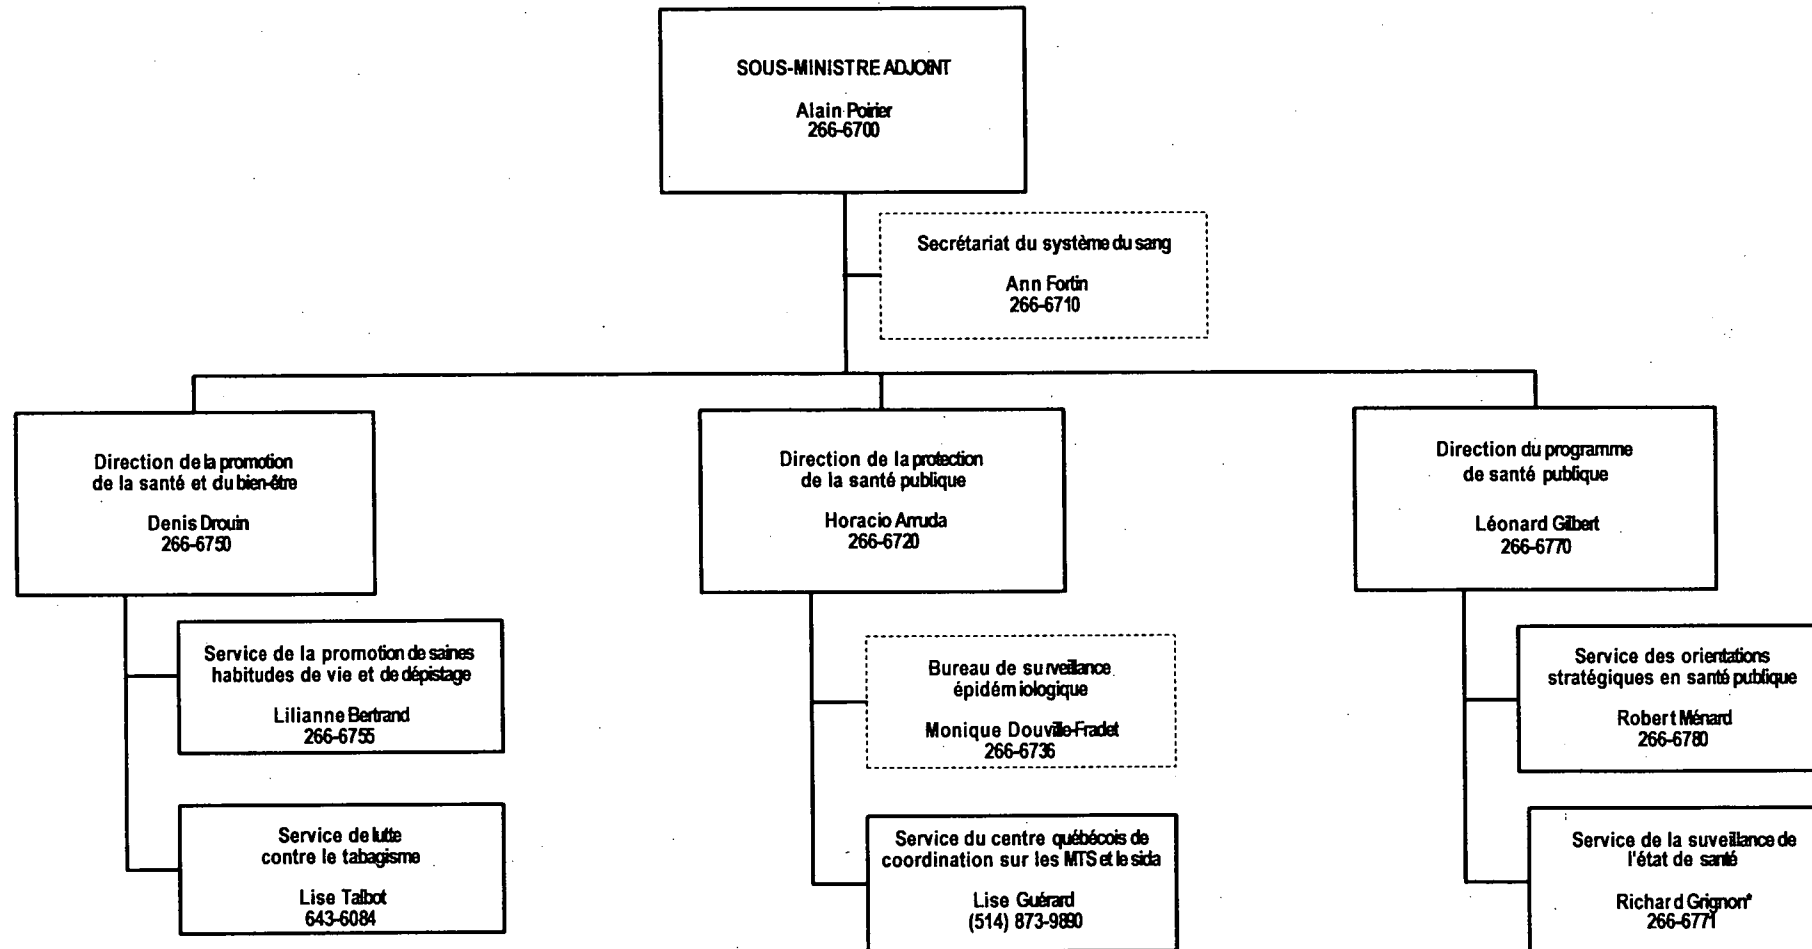 SOUS-MINISTRE ADJOINT
Alain Poirier
266-6700
Secrétariat du système du sang
Ann Fortin
266-6710
Direction de la promotion
de la santé et du bien-être
Denis Drouin
266-6750
Direction de la protection
de la santé publique
Horacio Arruda
266-6720
Direction du programme
de santé publique
Léonard Gilbert
266-6770
Service de la promotion de saines
habitudes de vie et de dépistage
Lilianne Bertrand
266-6755
Service de lutte
contre le tabagisme
Lise Talbot
643-6084
Bureau de surveillance
épidémiologique
Monique Douville-Fradet
266-6736
Service du centre québécois de
coordination sur les MTS et le sida
Lise Guérard
(514) 873-9890
Service des orientations
stratégiques en santé publique
Robert Ménard
266-6780
Service de la suveillance de
l'état de santé
Richard Grignon*
266-6771